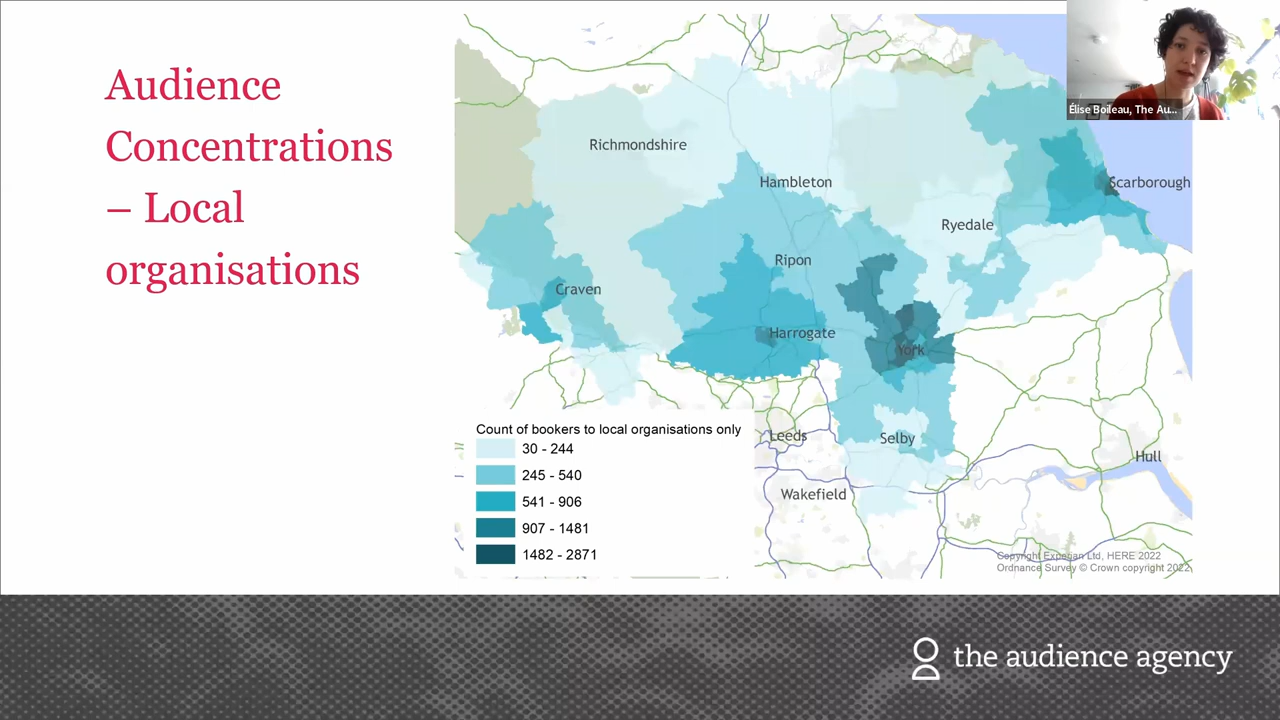 Audience
Concentrations
– Local
organisations
Élise Boileau, The Au...
Richmondshire
Hambleton
Scarborough
Ryedale
Ripon
Craven
Harrogate
York
Count of bookers to local organisations only
30 - 244
245 - 540
541 - 906
907 - 1481
1482 - 2871
Leeds
Selby
Hull
Wakefield
Copyright Experian Ltd, HERE 2022
Ordnance Survey © Crown copyright 2022
the audience agency